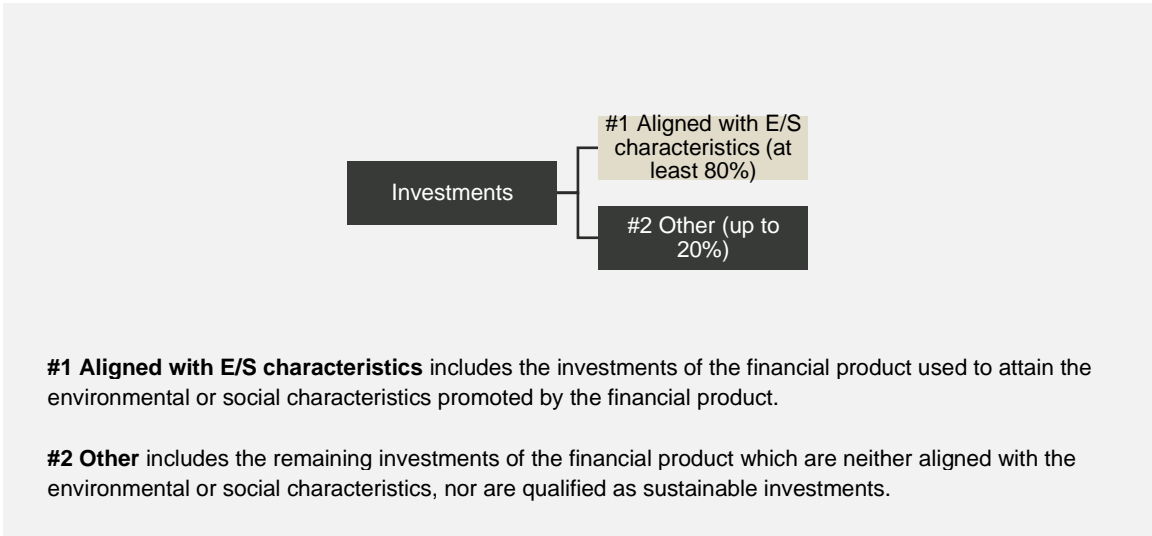 #1 Aligned with E/S
characteristics (at
least 80%)
Investments
#2 Other (up to
20%)
#1 Aligned with E/S characteristics includes the investments of the financial product used to attain the
environmental or social characteristics promoted by the financial product.
#2 Other includes the remaining investments of the financial product which are neither aligned with the
environmental or social characteristics, nor are qualified as sustainable investments.